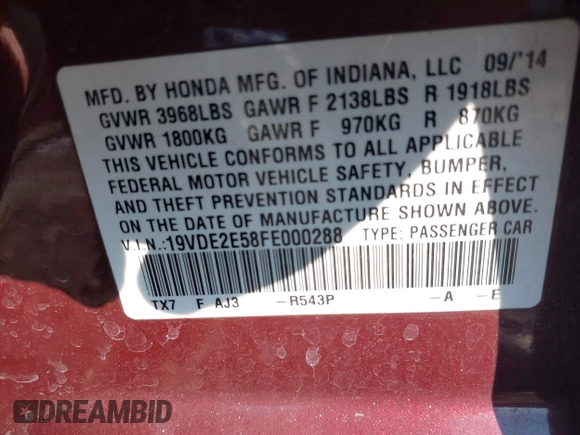 MFD. BY HONDA MFG. OF INDIANA, LLC 09/'14
GVWR 3968LBS GAWR F 2138LBS R 1918LBS
GVWR 1800KG GAWR F 970KG R 870KG
THIS VEHICLE CONFORMS TO ALL APPLICABLE
FEDERAL MOTOR VEHICLE SAFETY, BUMPER,
AND THEFT PREVENTION STANDARDS IN EFFECT
ON THE DATE OF MANUFACTURE SHOWN ABOVE.
V.I.N.:19VDE2E58FE000288 TYPE: PASSENGER CAR
TX7 F AJ3 -R543P -A -E
DREAMBID